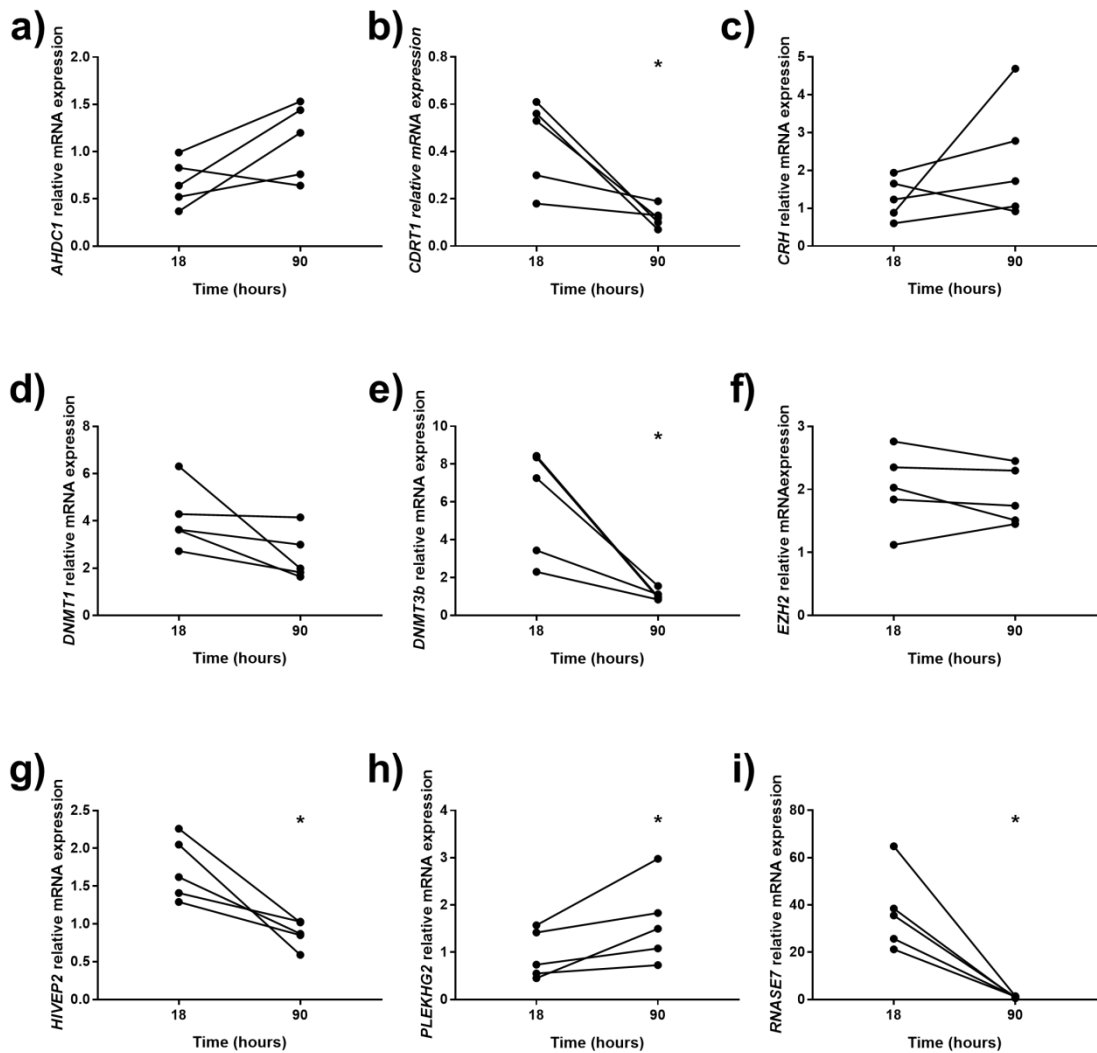 a)
AHDC1 relative mRNA expression
2.0
1.5
1.0
0.5
0.0
18 90
Time (hours)
b)
CDRT1 relative mRNA expression
0.8
0.6
0.4
0.2
0.0
*
18 90
Time (hours)
c)
CRH relative mRNA expression
5
4
3
2
1
0
18 90
Time (hours)
d)
DNMT1 relative mRNA expression
8
6
4
2
0
18 90
Time (hours)
e)
DNMT3b relative mRNA expression
10
8
6
4
2
0
*
18 90
Time (hours)
f)
EZH2 relative mRNAexpression
3
2
1
0
18 90
Time (hours)
g)
HIVEP2 relative mRNA expression
2.5
2.0
1.5
1.0
0.5
0.0
*
18 90
Time (hours)
h)
PLEKHG2 relative mRNA expression
4
3
2
1
0
*
18 90
Time (hours)
i)
RNASE7 relative mRNA expression
80
60
40
20
0
*
18 90
Time (hours)